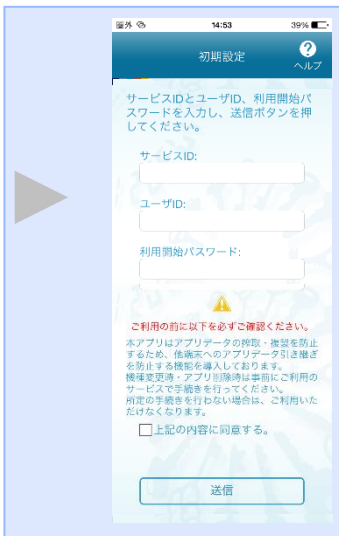 圏外 14:53 39%
初期設定
ヘルプ
サービスIDとユーザID、利用開始パ
スワードを入力し、送信ボタンを押
してください。
サービスID:
ユーザID:
利用開始パスワード:
ご利用の前に以下を必ずご確認ください。
本アプリはアプリデータの搾取・複製を防止
するため、他端末へのアプリデータ引き継ぎ
を防止する機能を導入しております。
機種変更時・アプリ削除時は事前にご利用の
サービスで手続きを行ってください。
所定の手続きを行わない場合は、ご利用いた
だけなくなります。
上記の内容に同意する。
送信